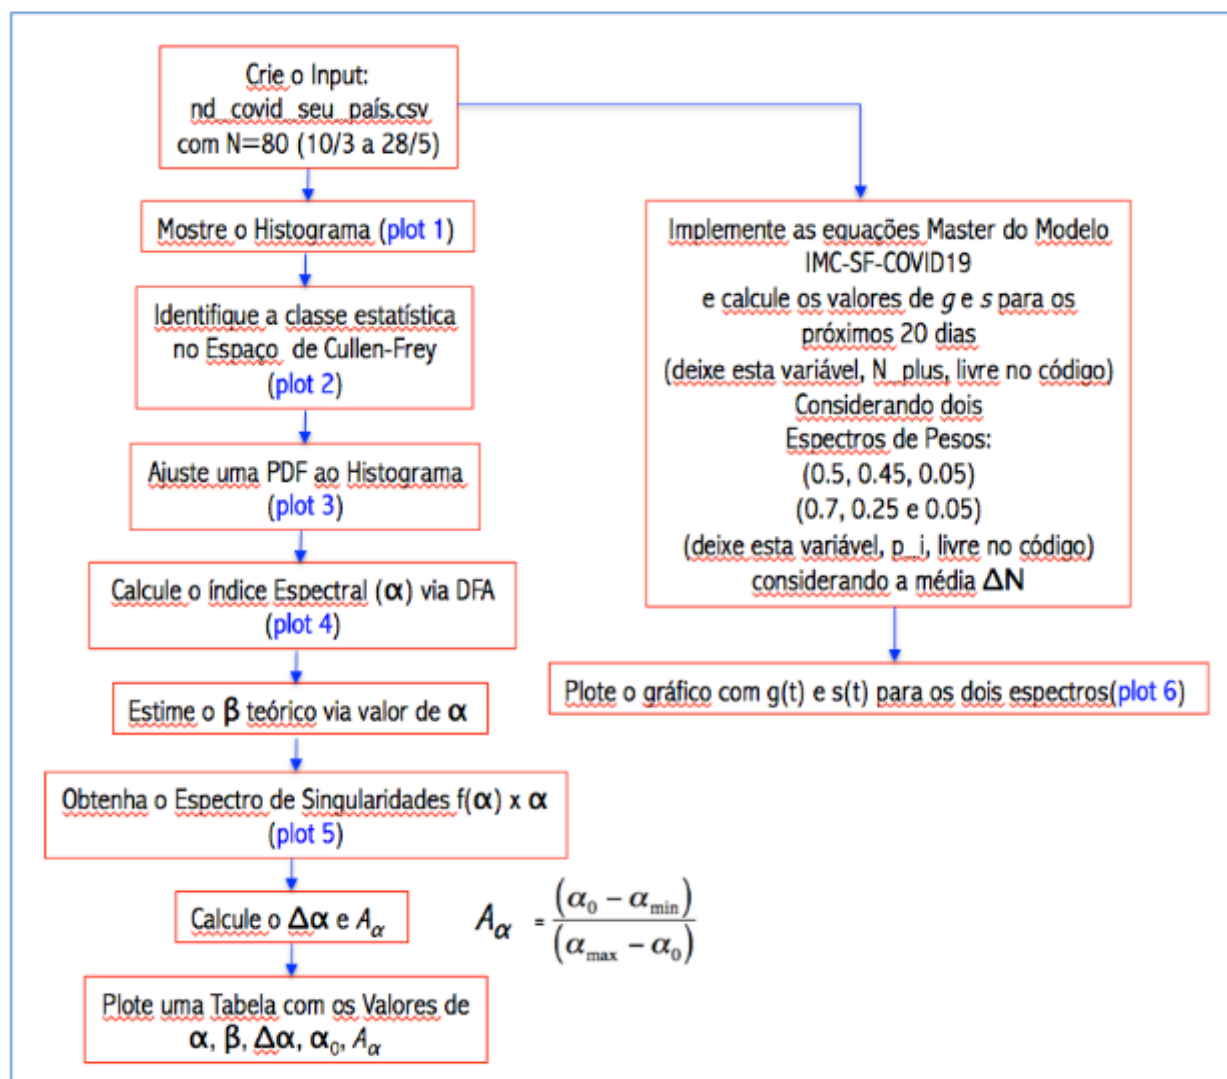 Crie o Input:
nd_covid_seu_país.csv
com N=80 (10/3 a 28/5)
Mostre o Histograma (plot 1)
Identifique a classe estatística
no Espaço de Cullen-Frey
(plot 2)
Ajuste uma PDF ao Histograma
(plot 3)
Calcule o índice Espectral (α) via DFA
(plot 4)
Estime o β teórico via valor de α
Obtenha o Espectro de Singularidades f(α) x α
(plot 5)
Calcule o Δα e Aα
Aα = (α0 − αmin) / (αmax − α0)
Plote uma Tabela com os Valores de
α, β, Δα, α0, Aα
Implemente as equações Master do Modelo
IMC-SF-COVID19
e calcule os valores de g e s para os
próximos 20 dias
(deixe esta variável, N_plus, livre no código)
Considerando dois
Espectros de Pesos:
(0.5, 0.45, 0.05)
(0.7, 0.25 e 0.05)
(deixe esta variável, p_i, livre no código)
considerando a média ΔN
Plote o gráfico com g(t) e s(t) para os dois espectros(plot 6)